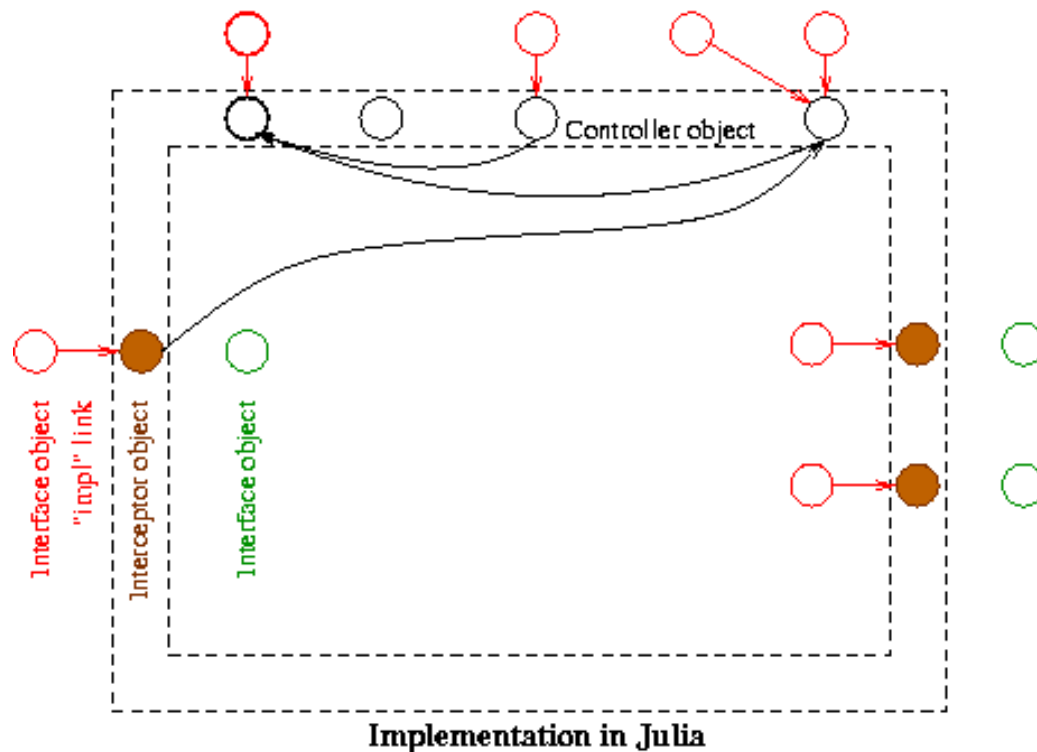 Controller object
Interface object
"impl" link
Interceptor object
Interface object
Implementation in Julia